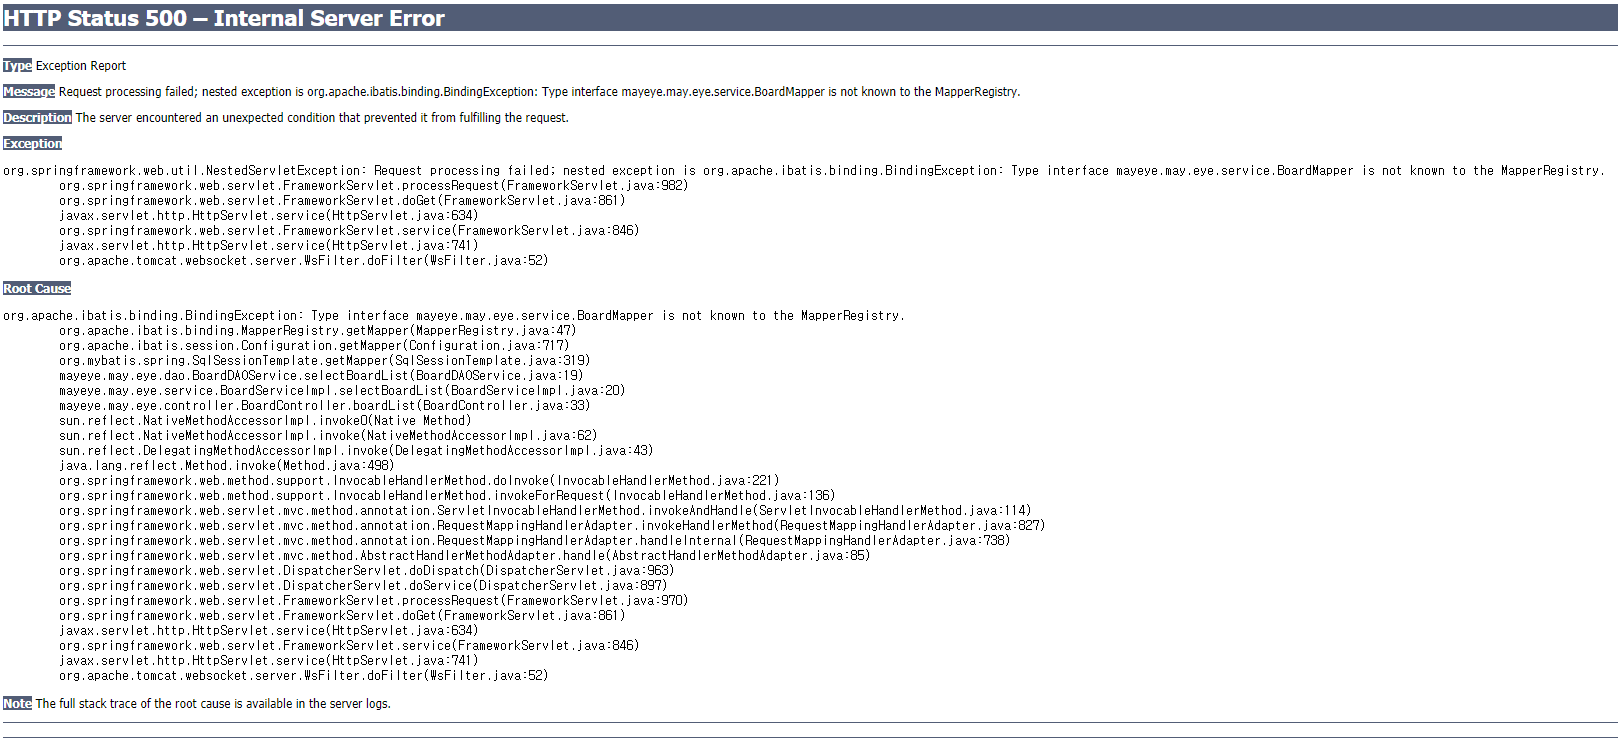 HTTP Status 500 – Internal Server Error
Type Exception Report
Message Request processing failed; nested exception is org.apache.ibatis.binding.BindingException: Type interface mayeye.may.eye.service.BoardMapper is not known to the MapperRegistry.
Description The server encountered an unexpected condition that prevented it from fulfilling the request.
Exception
org.springframework.web.util.NestedServletException: Request processing failed; nested exception is org.apache.ibatis.binding.BindingException: Type interface mayeye.may.eye.service.BoardMapper is not known to the MapperRegistry.
org.springframework.web.servlet.FrameworkServlet.processRequest(FrameworkServlet.java:982)
org.springframework.web.servlet.FrameworkServlet.doGet(FrameworkServlet.java:861)
javax.servlet.http.HttpServlet.service(HttpServlet.java:634)
org.springframework.web.servlet.FrameworkServlet.service(FrameworkServlet.java:846)
javax.servlet.http.HttpServlet.service(HttpServlet.java:741)
org.apache.tomcat.websocket.server.WsFilter.doFilter(WsFilter.java:52)
Root Cause
org.apache.ibatis.binding.BindingException: Type interface mayeye.may.eye.service.BoardMapper is not known to the MapperRegistry.
org.apache.ibatis.binding.MapperRegistry.getMapper(MapperRegistry.java:47)
org.apache.ibatis.session.Configuration.getMapper(Configuration.java:717)
org.mybatis.spring.SqlSessionTemplate.getMapper(SqlSessionTemplate.java:319)
mayeye.may.eye.dao.BoardDAOService.selectBoardList(BoardDAOService.java:19)
mayeye.may.eye.service.BoardServiceImpl.selectBoardList(BoardServiceImpl.java:20)
mayeye.may.eye.controller.BoardController.boardList(BoardController.java:33)
sun.reflect.NativeMethodAccessorImpl.invoke0(Native Method)
sun.reflect.NativeMethodAccessorImpl.invoke(NativeMethodAccessorImpl.java:62)
sun.reflect.DelegatingMethodAccessorImpl.invoke(DelegatingMethodAccessorImpl.java:43)
java.lang.reflect.Method.invoke(Method.java:498)
org.springframework.web.method.support.InvocableHandlerMethod.doInvoke(InvocableHandlerMethod.java:221)
org.springframework.web.method.support.InvocableHandlerMethod.invokeForRequest(InvocableHandlerMethod.java:136)
org.springframework.web.servlet.mvc.method.annotation.ServletInvocableHandlerMethod.invokeAndHandle(ServletInvocableHandlerMethod.java:114)
org.springframework.web.servlet.mvc.method.annotation.RequestMappingHandlerAdapter.invokeHandlerMethod(RequestMappingHandlerAdapter.java:827)
org.springframework.web.servlet.mvc.method.annotation.RequestMappingHandlerAdapter.handleInternal(RequestMappingHandlerAdapter.java:738)
org.springframework.web.servlet.mvc.method.AbstractHandlerMethodAdapter.handle(AbstractHandlerMethodAdapter.java:85)
org.springframework.web.servlet.DispatcherServlet.doDispatch(DispatcherServlet.java:963)
org.springframework.web.servlet.DispatcherServlet.doService(DispatcherServlet.java:897)
org.springframework.web.servlet.FrameworkServlet.processRequest(FrameworkServlet.java:970)
org.springframework.web.servlet.FrameworkServlet.doGet(FrameworkServlet.java:861)
javax.servlet.http.HttpServlet.service(HttpServlet.java:634)
org.springframework.web.servlet.FrameworkServlet.service(FrameworkServlet.java:846)
javax.servlet.http.HttpServlet.service(HttpServlet.java:741)
org.apache.tomcat.websocket.server.WsFilter.doFilter(WsFilter.java:52)
Note The full stack trace of the root cause is available in the server logs.